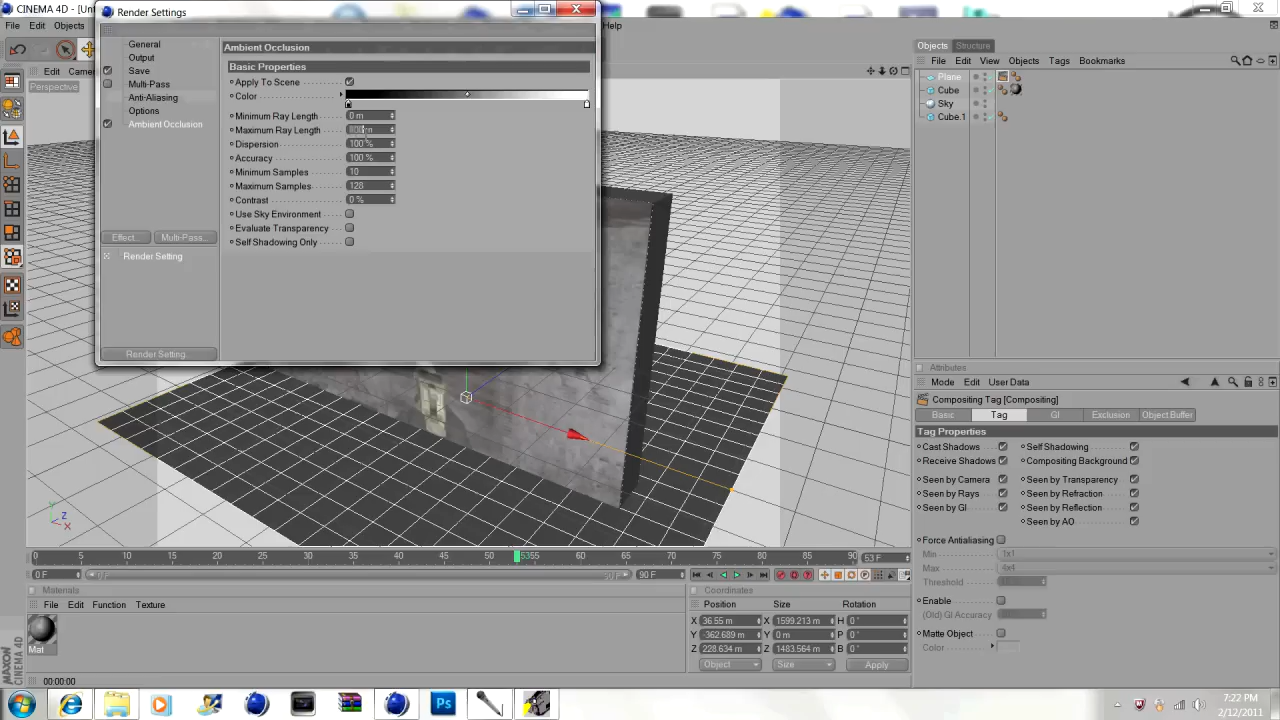 CINEMA 4D - [Unt
Render Settings
File Edit Objects
Help
General
Output
Save
Multi-Pass
Anti-Aliasing
Options
Ambient Occlusion
Effect...
Multi-Pass...
Render Setting
Render Setting...
Ambient Occlusion
Basic Properties
Apply To Scene
Color
Minimum Ray Length 0 m
Maximum Ray Length
Dispersion 100 %
Accuracy 100 %
Minimum Samples 10
Maximum Samples 128
Contrast 0 %
Use Sky Environment
Evaluate Transparency
Self Shadowing Only
Edit Camera
Perspective
Y
Z
X
Objects Structure
File Edit View Objects Tags Bookmarks
Plane
Cube
Sky
Cube.1
Attributes
Mode Edit User Data
Compositing Tag [Compositing]
Basic Tag GI Exclusion Object Buffer
Tag Properties
Cast Shadows Self Shadowing
Receive Shadows Compositing Background
Seen by Camera Seen by Transparency
Seen by Rays Seen by Refraction
Seen by GI Seen by Reflection
Seen by AO
Force Antialiasing
Min 1x1
Max 4x4
Threshold
Enable
(Old) GI Accuracy
Matte Object
Color
0 5 10 15 20 25 30 35 40 45 50 5355 60 65 70 75 80 85 90 53 F
0 F 0 F 90 F 90 F
Materials
File Edit Function Texture
Mat
Coordinates
Position Size Rotation
X 36.55 m X 1599.213 m H 0 °
Y -362.689 m Y 0 m P 0 °
Z 228.634 m Z 1483.564 m B 0 °
Object Size Apply
MAXON
CINEMA 4D
00:00:00
Ps
7:22 PM
2/12/2011